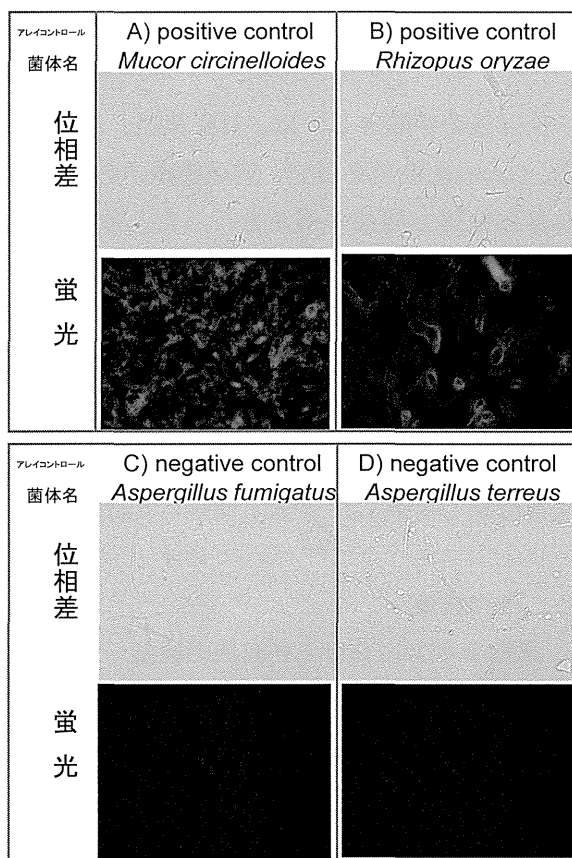 アレイコントロール
A) positive control
B) positive control
菌体名
Mucor circinelloides
Rhizopus oryzae
位相差
蛍光
アレイコントロール
C) negative control
D) negative control
菌体名
Aspergillus fumigatus
Aspergillus terreus
位相差
蛍光